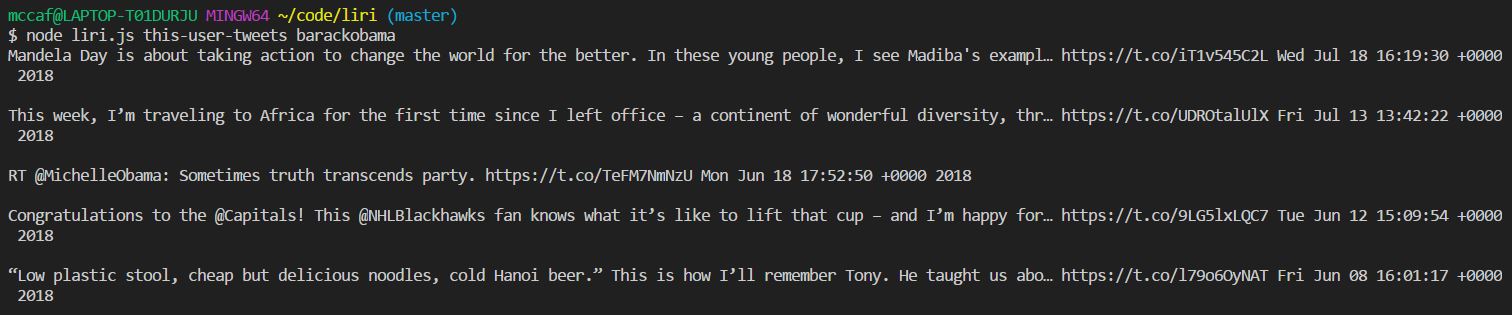 mccaf@LAPTOP-T01DURJU MINGW64 ~/code/liri (master)
$ node liri.js this-user-tweets barackobama
Mandela Day is about taking action to change the world for the better. In these young people, I see Madiba's exampl… https://t.co/iT1v545C2L Wed Jul 18 16:19:30 +0000
2018
This week, I’m traveling to Africa for the first time since I left office – a continent of wonderful diversity, thr… https://t.co/UDROtalUlX Fri Jul 13 13:42:22 +0000
2018
RT @MichelleObama: Sometimes truth transcends party. https://t.co/TeFM7NmNzU Mon Jun 18 17:52:50 +0000 2018
Congratulations to the @Capitals! This @NHLBlackhawks fan knows what it’s like to lift that cup – and I’m happy for… https://t.co/9LG5lxLQC7 Tue Jun 12 15:09:54 +0000
2018
“Low plastic stool, cheap but delicious noodles, cold Hanoi beer.” This is how I’ll remember Tony. He taught us abo… https://t.co/l79o6OyNAT Fri Jun 08 16:01:17 +0000
2018